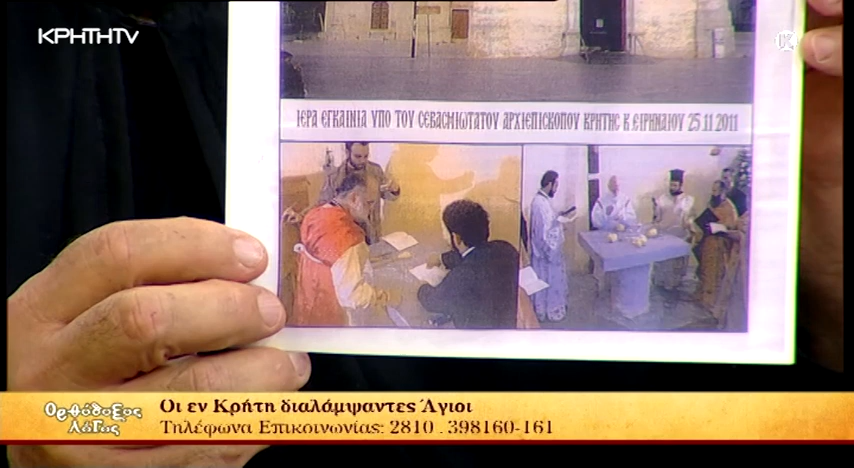 ΚΡΗΤΗTV
ΙΕΡΑ ΕΓΚΑΙΝΙΑ ΥΠΟ ΤΟΥ ΣΕΒΑΣΜΙΩΤΑΤΟΥ ΑΡΧΙΕΠΙΣΚΟΠΟΥ ΚΡΗΤΗΣ Κ. ΕΙΡΗΝΑΙΟΥ 25.11.2011
Ορθόδοξος
Λόγος
Οι εν Κρήτη διαλάμψαντες Άγιοι
Τηλέφωνα Επικοινωνίας: 2810 . 398160-161